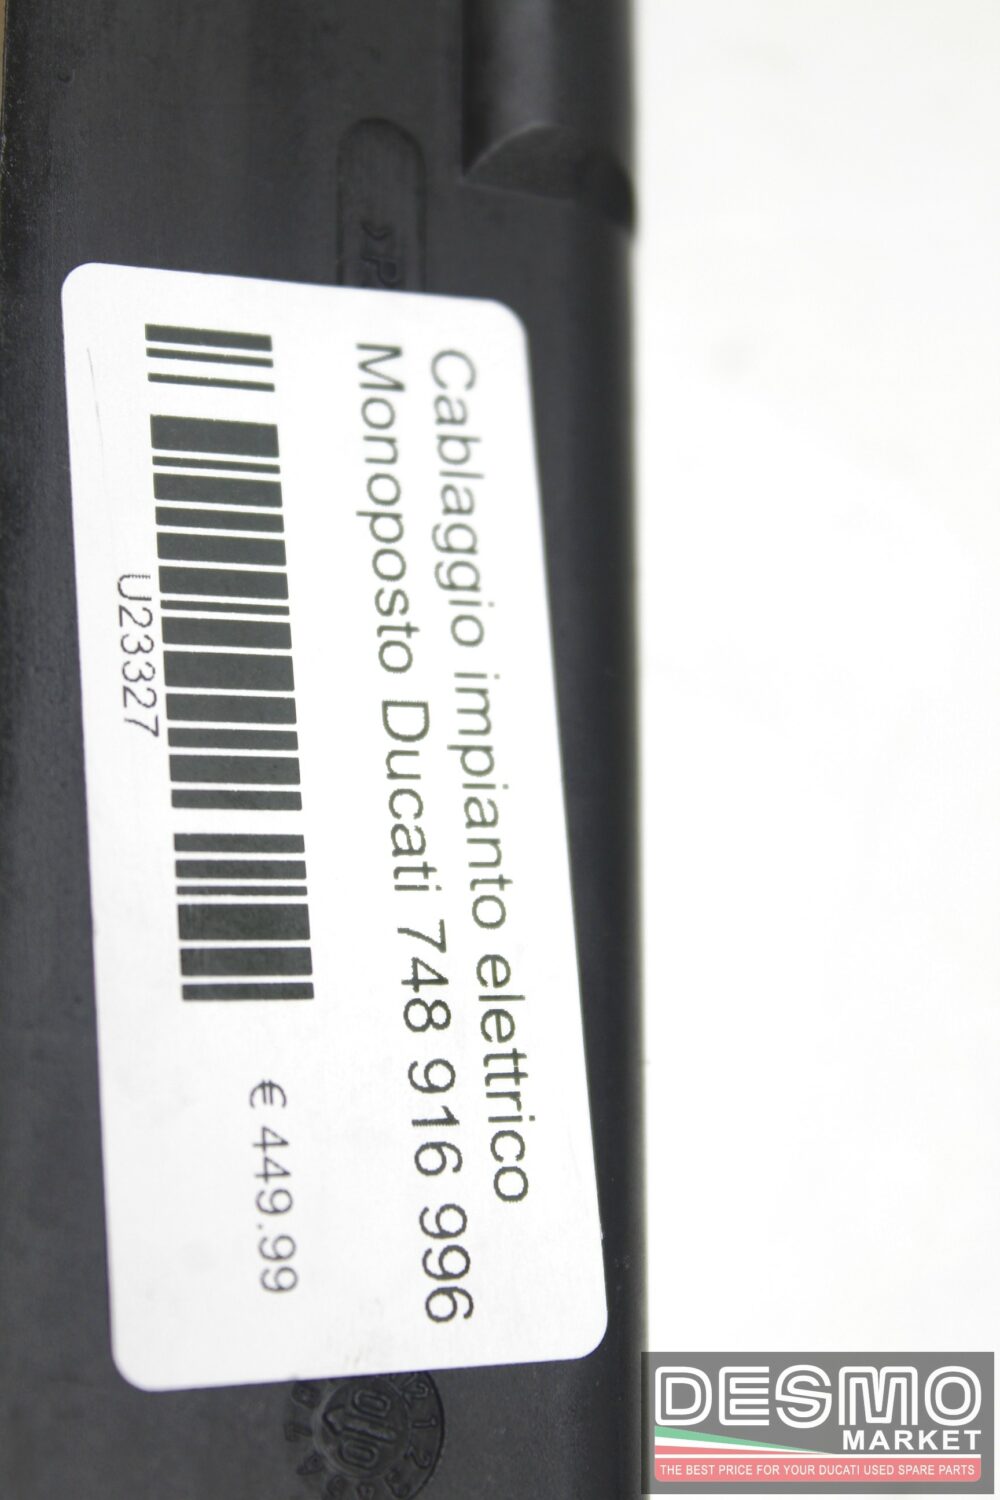 Cablaggio impianto elettrico
Monoposto Ducati 748 916 996
U23327
€ 449.99
DESMO
MARKET
THE BEST PRICE FOR YOUR DUCATI USED SPARE PARTS